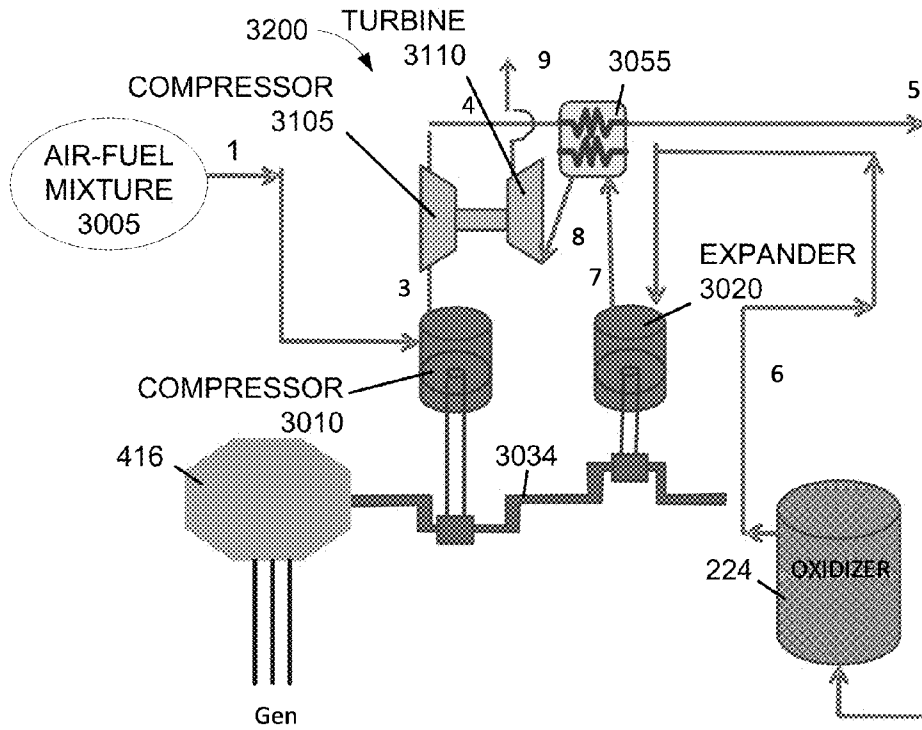 3200
TURBINE
3110
9
3055
5
COMPRESSOR
3105
4
AIR-FUEL
MIXTURE
3005
1
8
7
EXPANDER
3020
3
6
COMPRESSOR
3010
416
3034
OXIDIZER
224
Gen